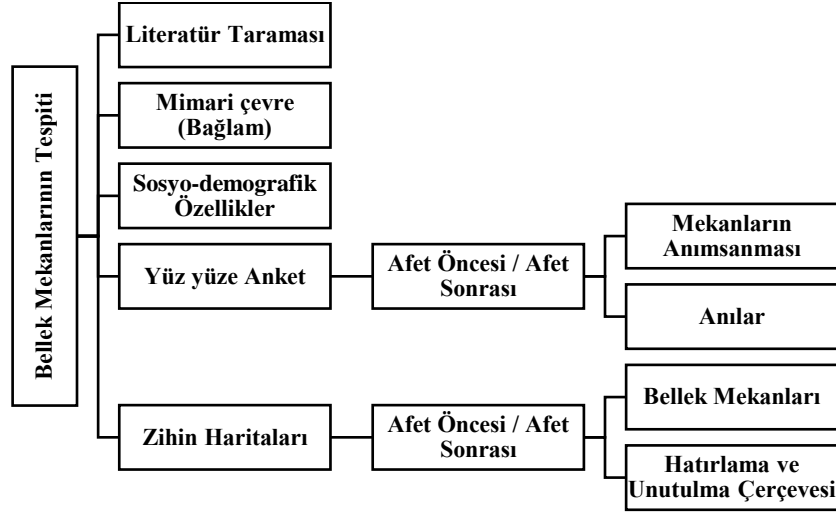 Bellek Mekanlarının Tespiti
Literatür Taraması
Mimari çevre
(Bağlam)
Sosyo-demografik
Özellikler
Yüz yüze Anket
Afet Öncesi / Afet
Sonrası
Mekanların
Anımsanması
Anılar
Zihin Haritaları
Afet Öncesi / Afet
Sonrası
Bellek Mekanları
Hatırlama ve
Unutulma Çerçevesi